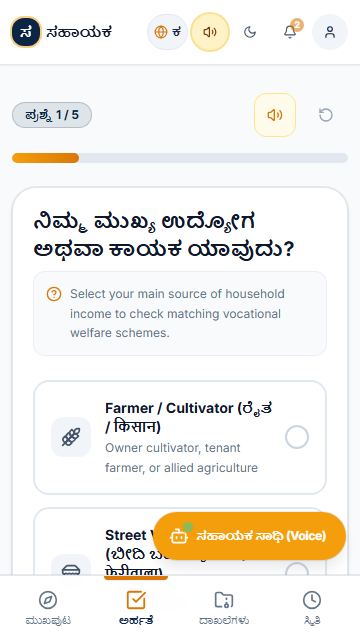 ಸ ಸಹಾಯಕ ಕ 2
ಪ್ರಶ್ನೆ 1 / 5
ನಿಮ್ಮ ಮುಖ್ಯ ಉದ್ಯೋಗ
ಅಥವಾ ಕಾಯಕ ಯಾವುದು?
Select your main source of household
income to check matching vocational
welfare schemes.
Farmer / Cultivator (ರೈತ
/ किसान)
Owner cultivator, tenant
farmer, or allied agriculture
Street
(ಬೀದಿ
फेरीवाला)
ಸಹಾಯಕ ಸಾಥಿ (Voice)
ಮುಖಪುಟ ಅರ್ಹತೆ ದಾಖಲೆಗಳು ಸ್ಥಿತಿ